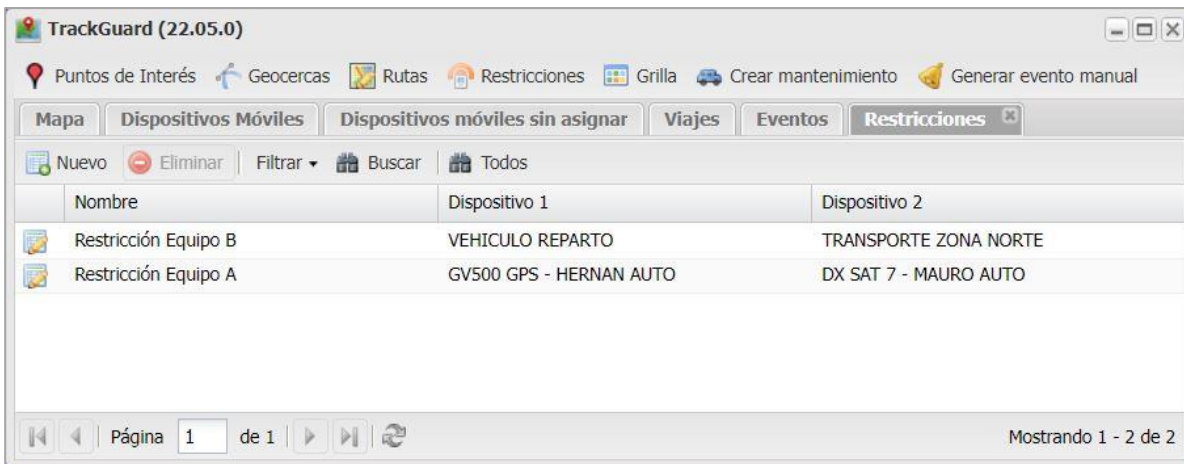 TrackGuard (22.05.0)
Puntos de Interés Geocercas Rutas Restricciones Grilla Crear mantenimiento Generar evento manual
Mapa Dispositivos Móviles Dispositivos móviles sin asignar Viajes Eventos Restricciones
Nuevo Eliminar Filtrar Buscar Todos
Nombre Dispositivo 1 Dispositivo 2
Restricción Equipo B VEHICULO REPARTO TRANSPORTE ZONA NORTE
Restricción Equipo A GV500 GPS - HERNAN AUTO DX SAT 7 - MAURO AUTO
Página 1 de 1 Mostrando 1 - 2 de 2